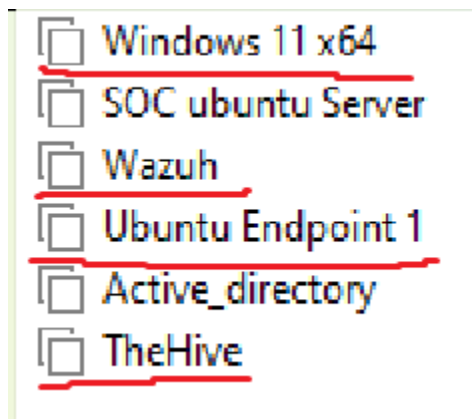 Windows 11 x64
SOC ubuntu Server
Wazuh
Ubuntu Endpoint 1
Active_directory
TheHive